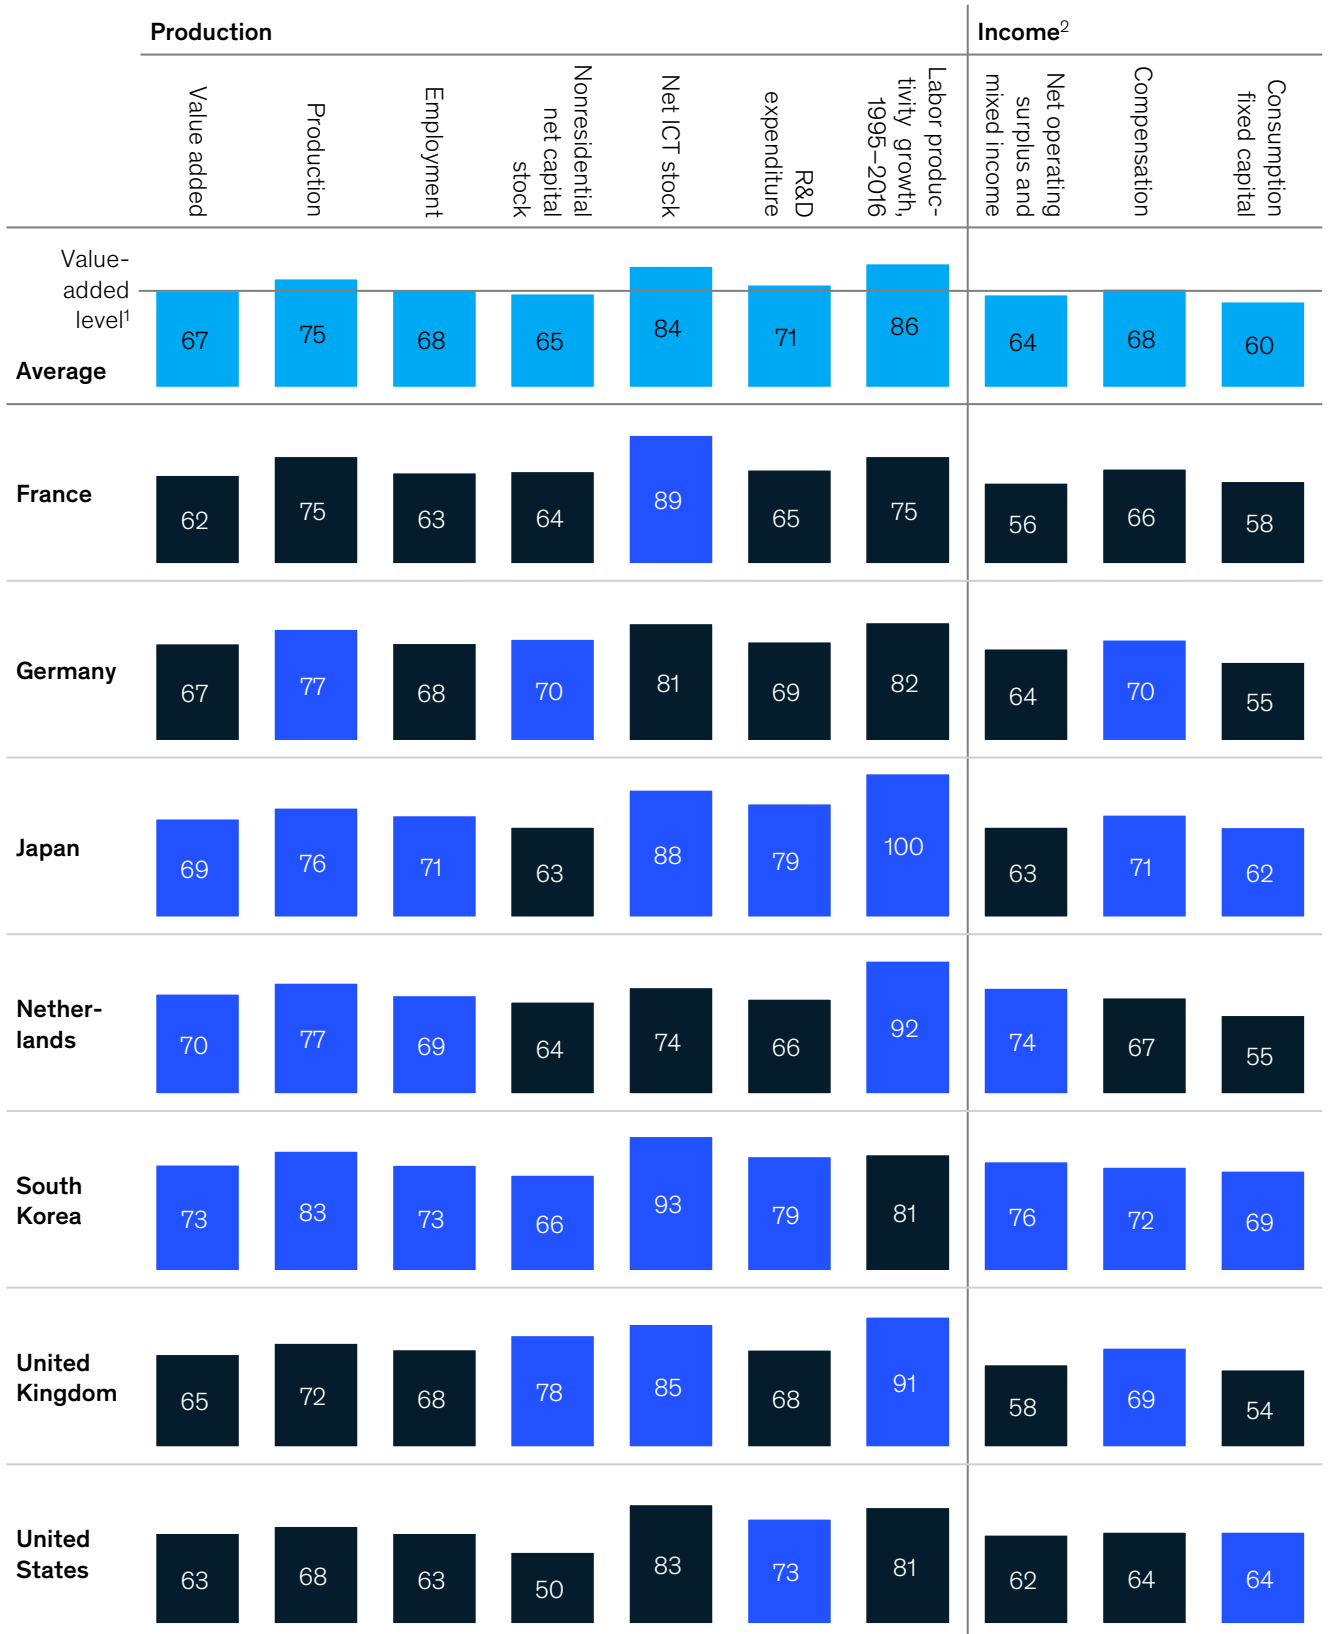 Production
Income²
Value added
Production
Employment
Nonresidential
net capital
stock
Net ICT stock
R&D
expenditure
Labor produc-
tivity growth,
1995–2016
Net operating
surplus and
mixed income
Compensation
Consumption
fixed capital
Value-
added
level¹
Average
67 75 68 65 84 71 86 64 68 60
France
62 75 63 64 89 65 75 56 66 58
Germany
67 77 68 70 81 69 82 64 70 55
Japan
69 76 71 63 88 79 100 63 71 62
Nether-
lands
70 77 69 64 74 66 92 74 67 55
South
Korea
73 83 73 66 93 79 81 76 72 69
United
Kingdom
65 72 68 78 85 68 91 58 69 54
United
States
63 68 63 50 83 73 81 62 64 64